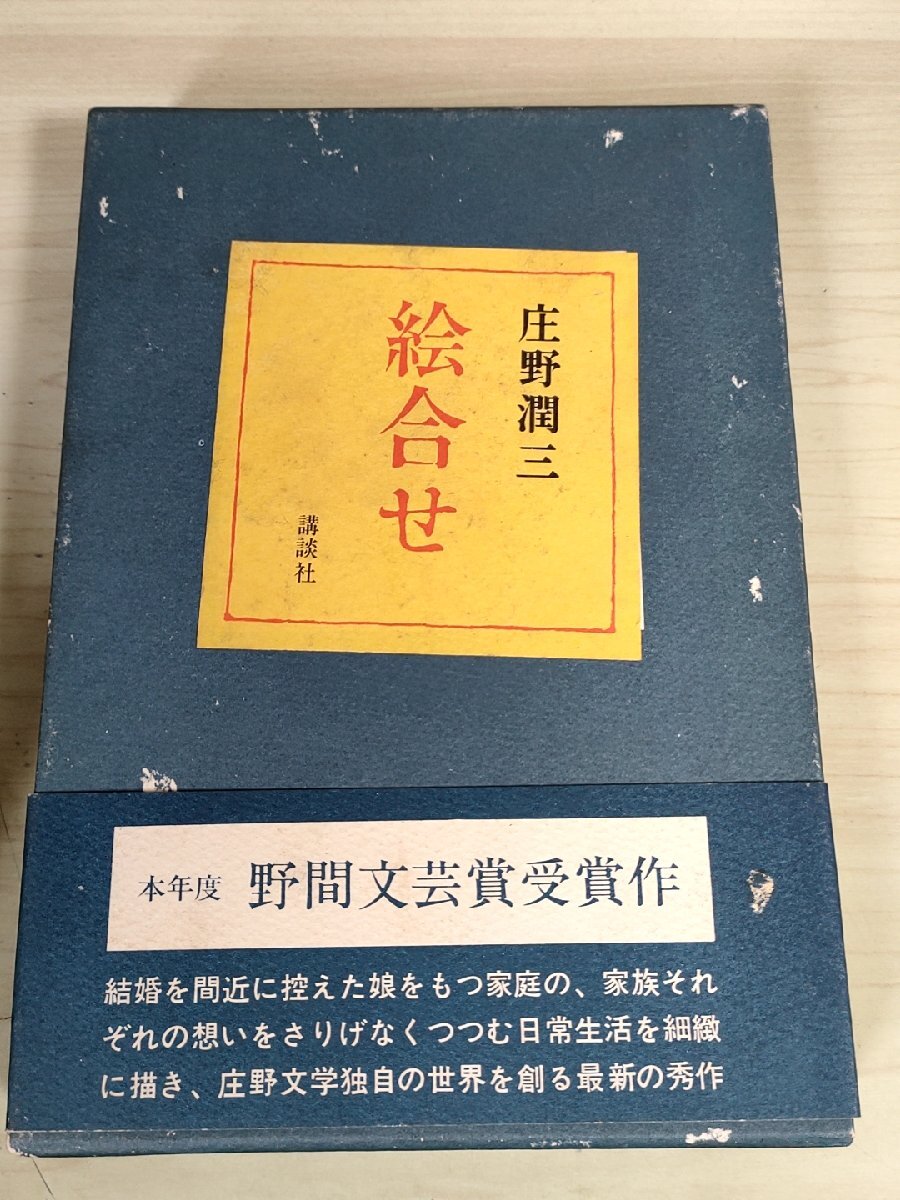 庄野潤三
絵合せ
講談社
本年度 野間文芸賞受賞作
結婚を間近に控えた娘をもつ家庭の、家族それ
ぞれの想いをさりげなくつつむ日常生活を細緻
に描き、庄野文学独自の世界を創る最新の秀作